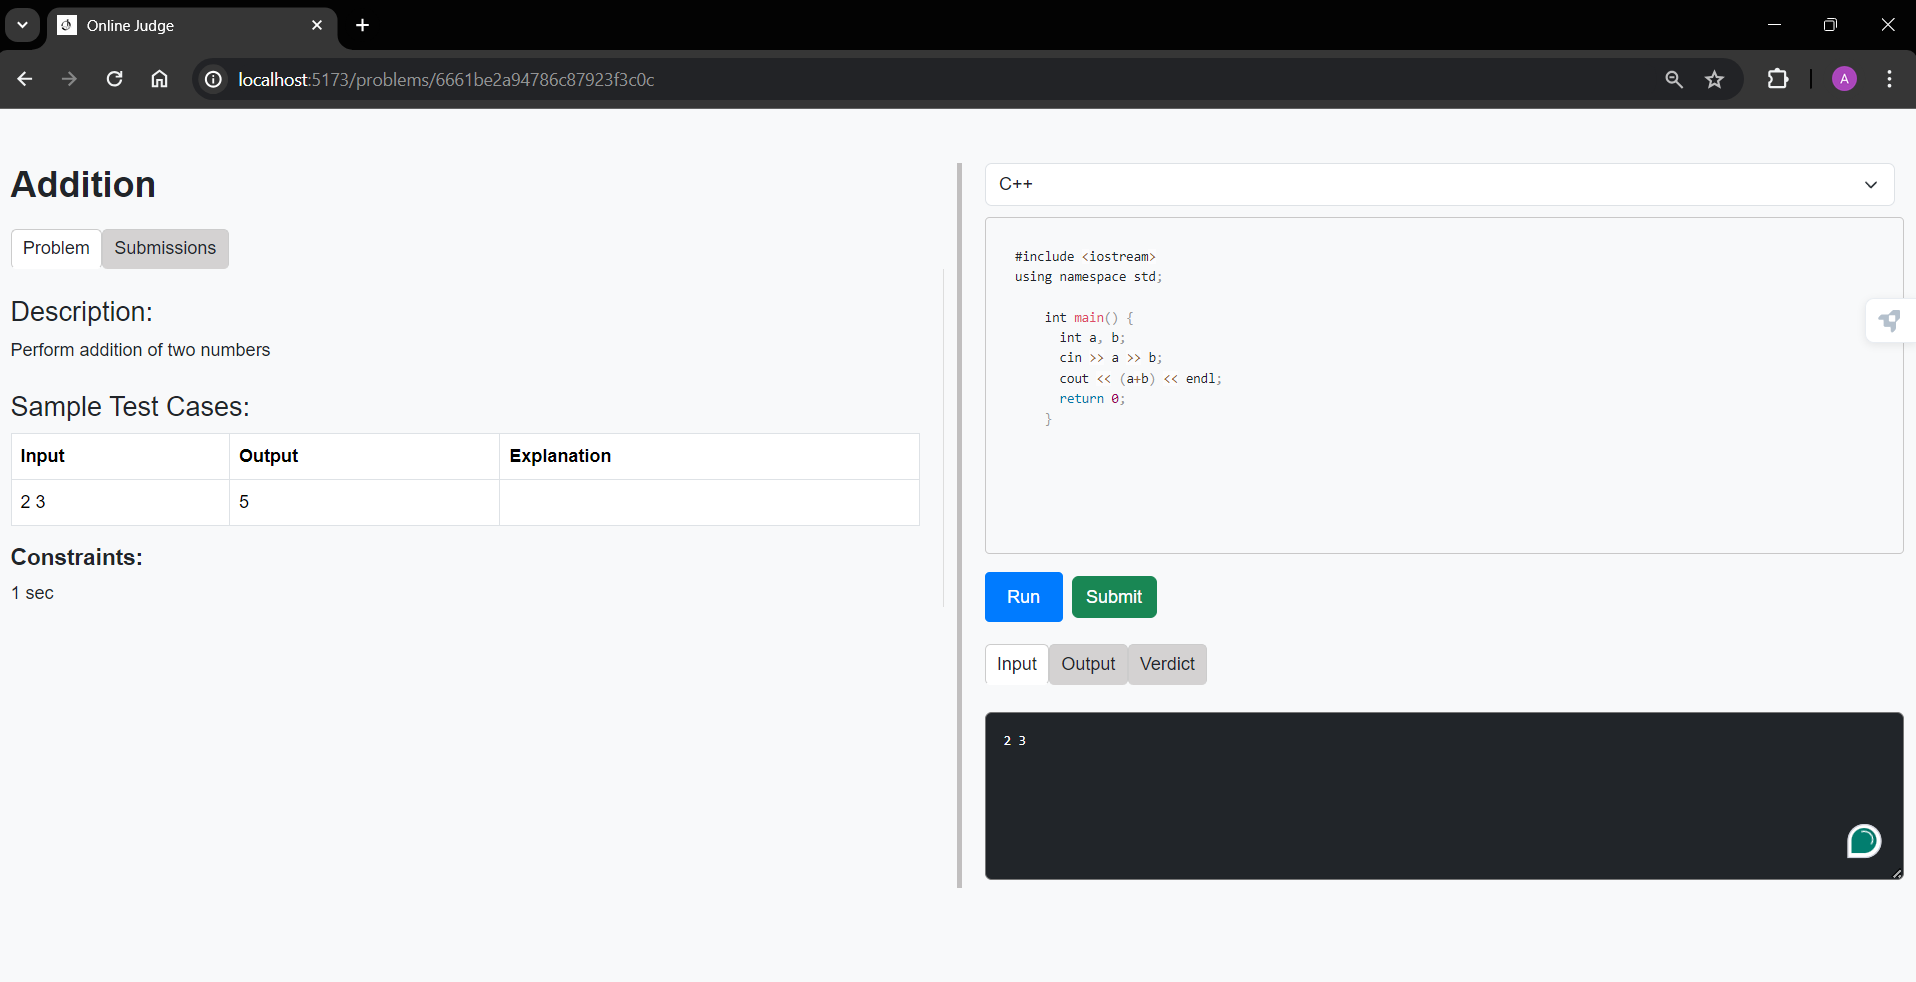 Online Judge
localhost:5173/problems/6661be2a94786c87923f3c0c
A
Addition
Problem Submissions
Description:
Perform addition of two numbers
Sample Test Cases:
Input Output Explanation
2 3 5
Constraints:
1 sec
C++
#include <iostream>
using namespace std;
int main() {
int a, b;
cin >> a >> b;
cout << (a+b) << endl;
return 0;
}
Run Submit
Input Output Verdict
2 3